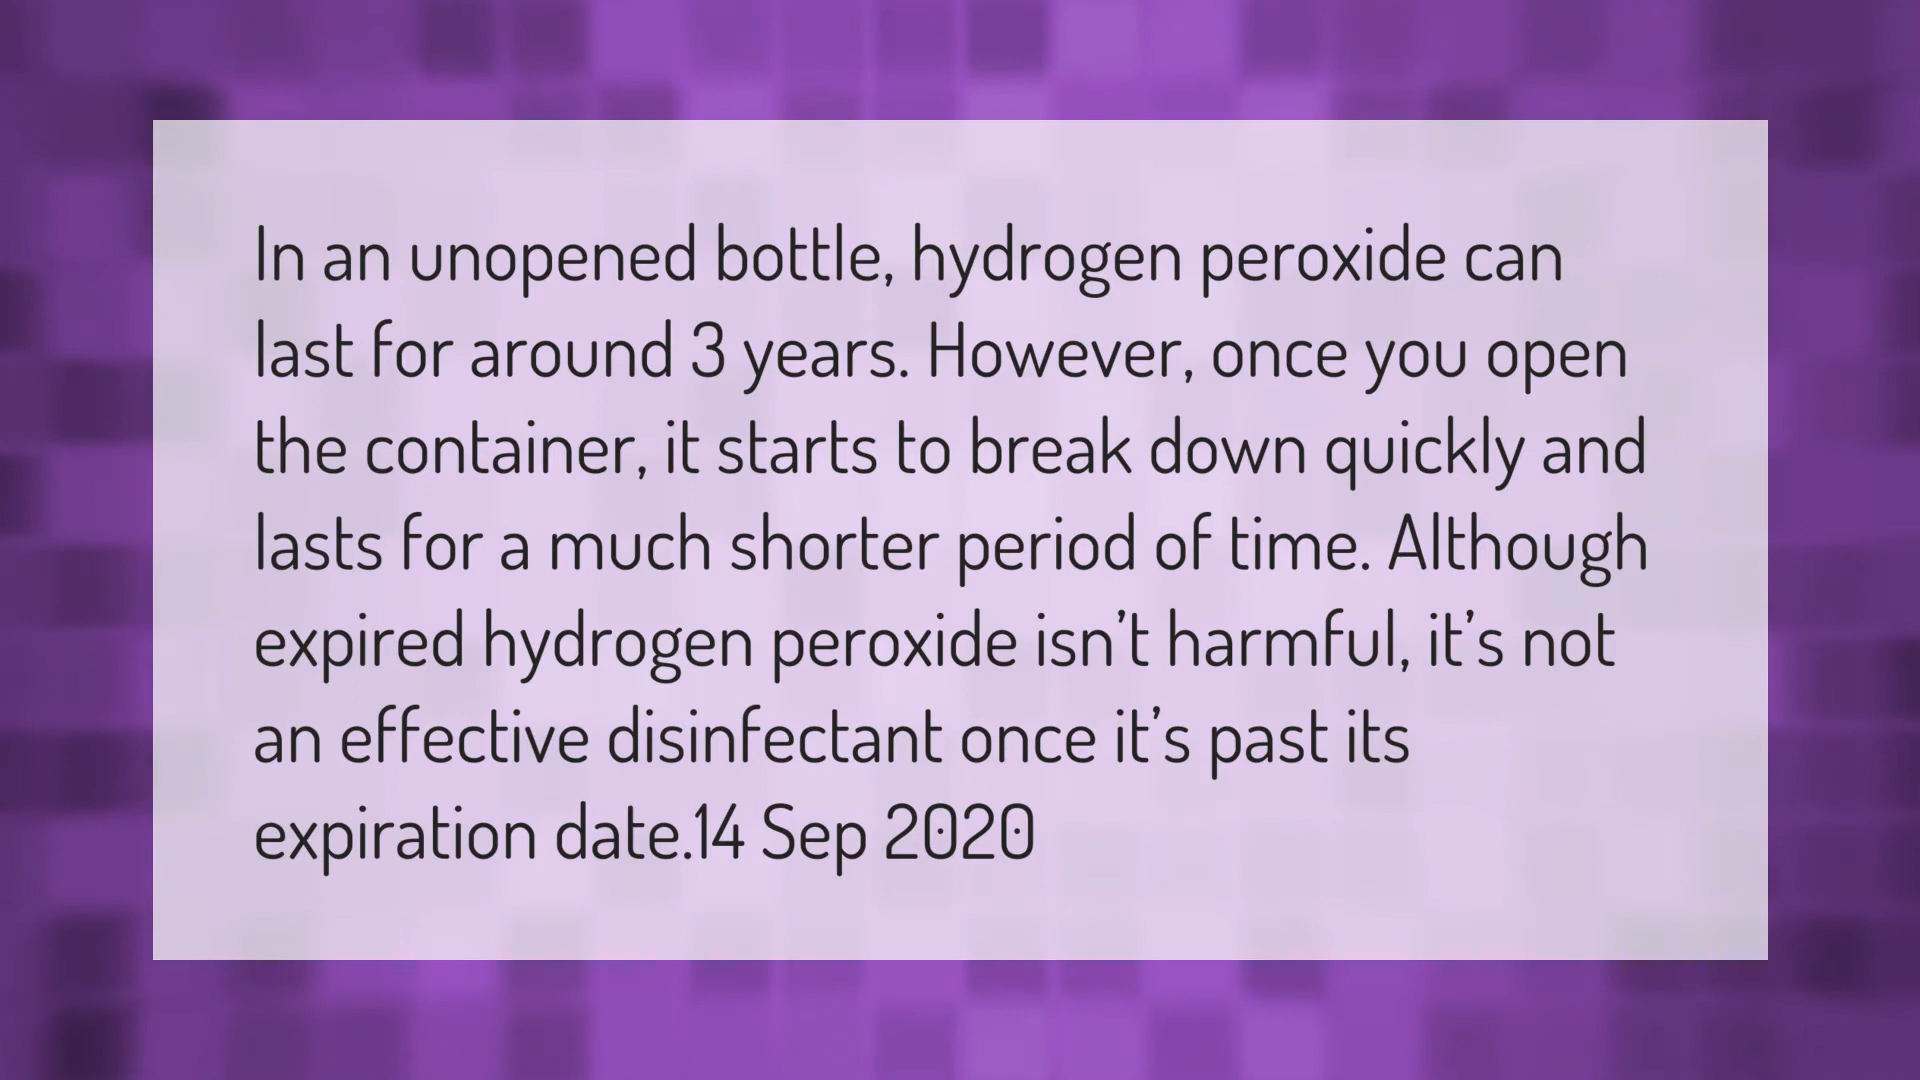 In an unopened bottle, hydrogen peroxide can
last for around 3 years. However, once you open
the container, it starts to break down quickly and
lasts for a much shorter period of time. Although
expired hydrogen peroxide isn’t harmful, it’s not
an effective disinfectant once it’s past its
expiration date.14 Sep 2020